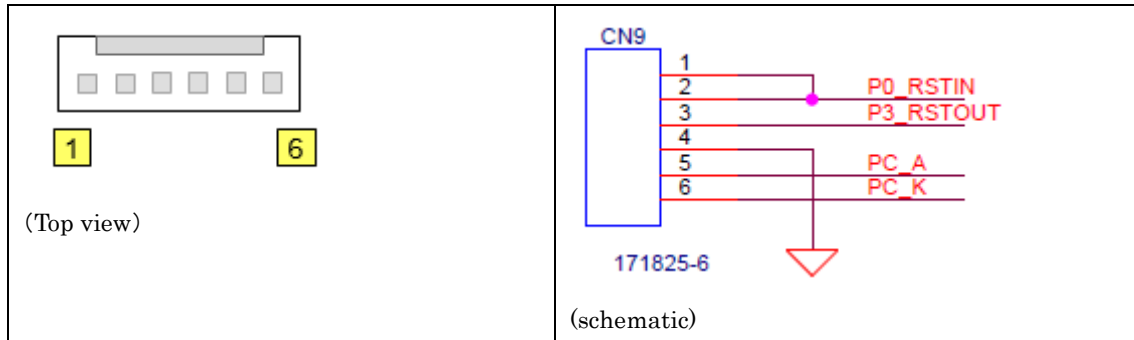 1
6
(Top view)
CN9
1
2
3
4
5
6
P0_RSTIN
P3_RSTOUT
PC_A
PC_K
171825-6
(schematic)